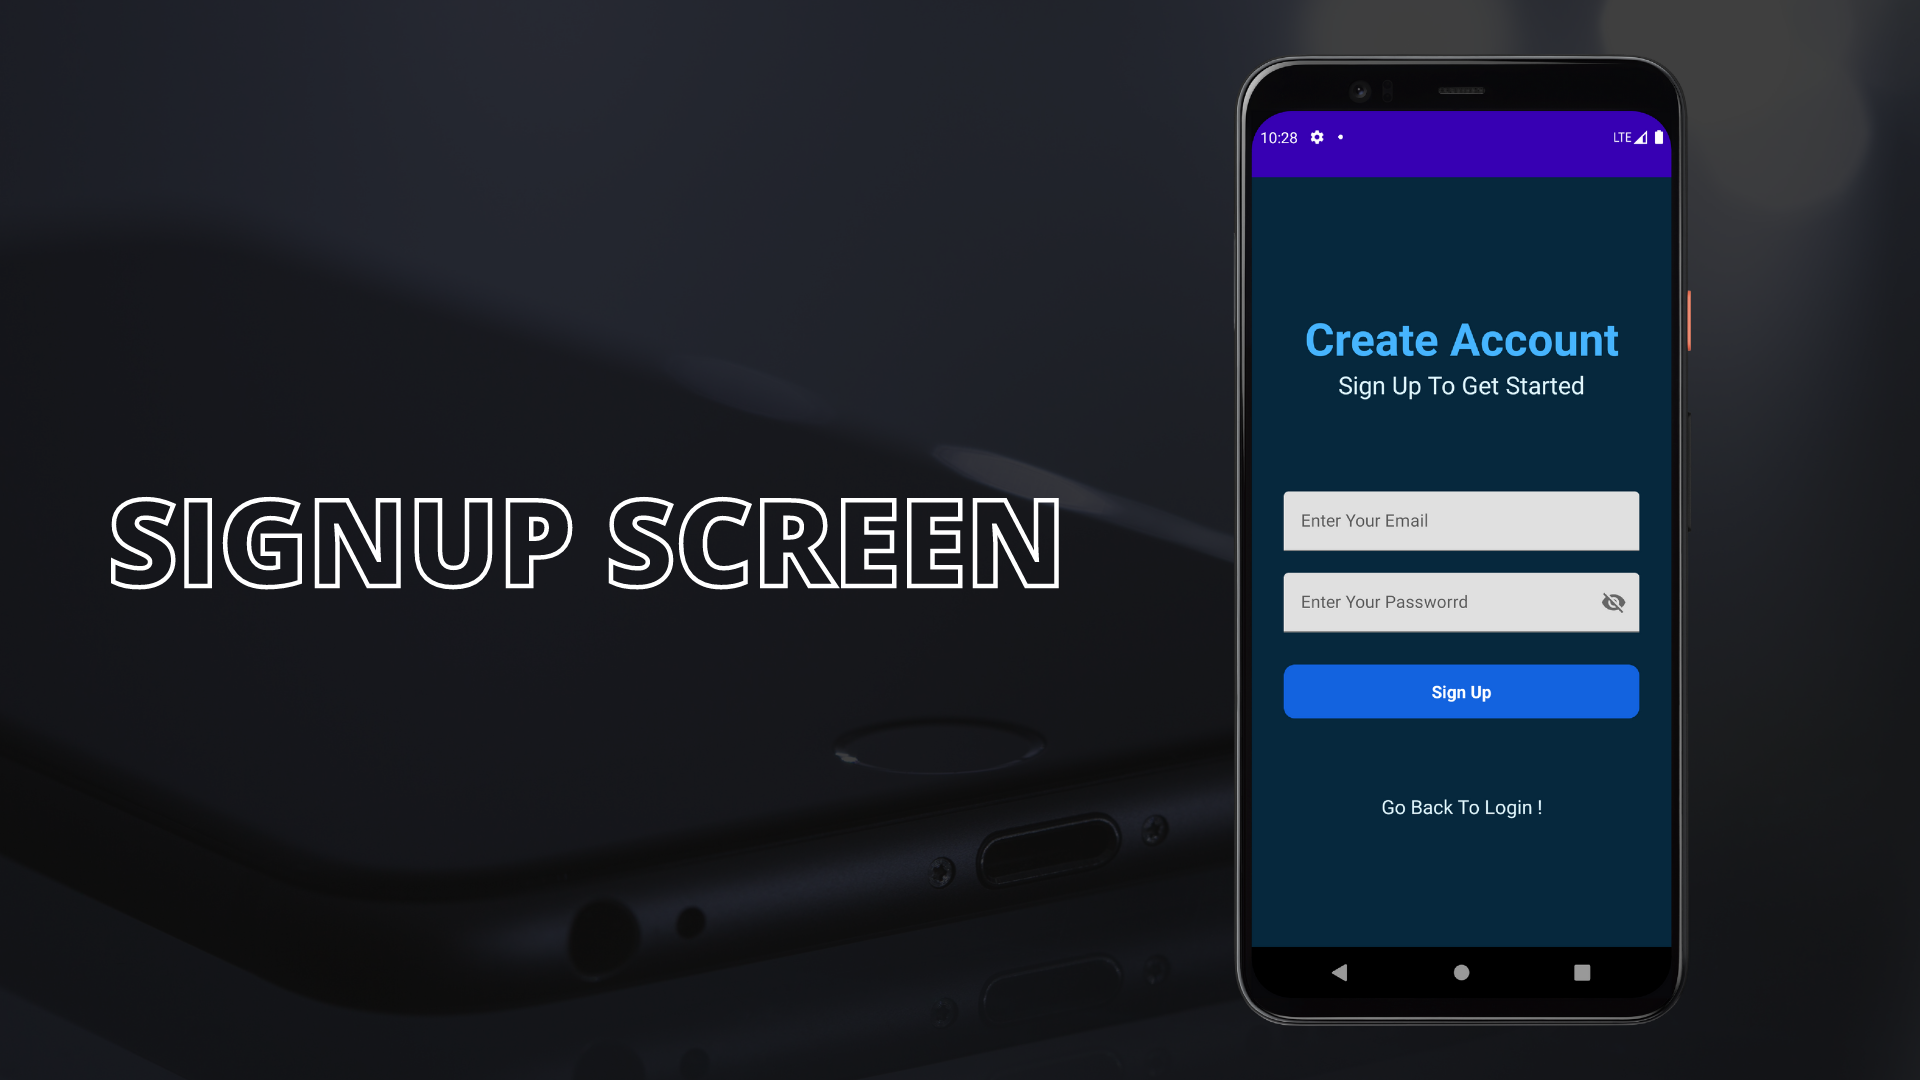 SIGNUP SCREEN
10:28
LTE
Create Account
Sign Up To Get Started
Enter Your Email
Enter Your Passworrd
Sign Up
Go Back To Login !